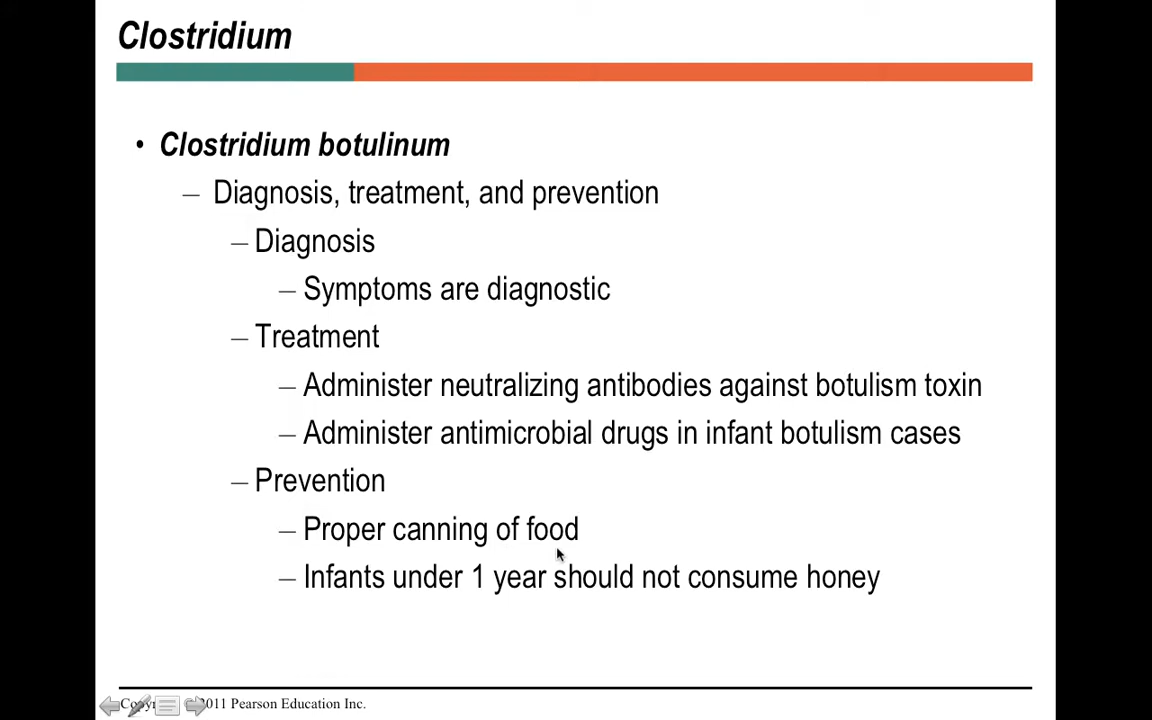 Clostridium
• Clostridium botulinum
– Diagnosis, treatment, and prevention
– Diagnosis
– Symptoms are diagnostic
– Treatment
– Administer neutralizing antibodies against botulism toxin
– Administer antimicrobial drugs in infant botulism cases
– Prevention
– Proper canning of food
– Infants under 1 year should not consume honey
Pearson Education Inc.